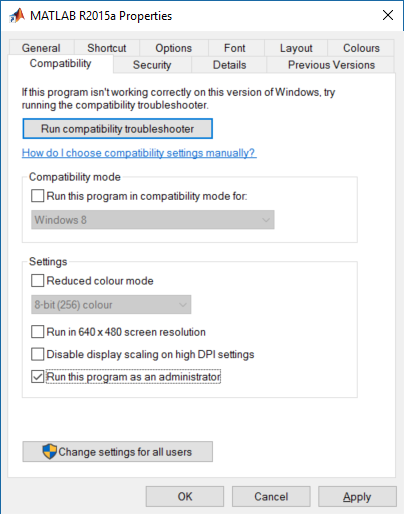 MATLAB R2015a Properties
General Shortcut Options Font Layout Colours
Compatibility Security Details Previous Versions
If this program isn't working correctly on this version of Windows, try
running the compatibility troubleshooter.
Run compatibility troubleshooter
How do I choose compatibility settings manually?
Compatibility mode
Run this program in compatibility mode for:
Windows 8
Settings
Reduced colour mode
8-bit (256) colour
Run in 640 x 480 screen resolution
Disable display scaling on high DPI settings
Run this program as an administrator
Change settings for all users
OK Cancel Apply